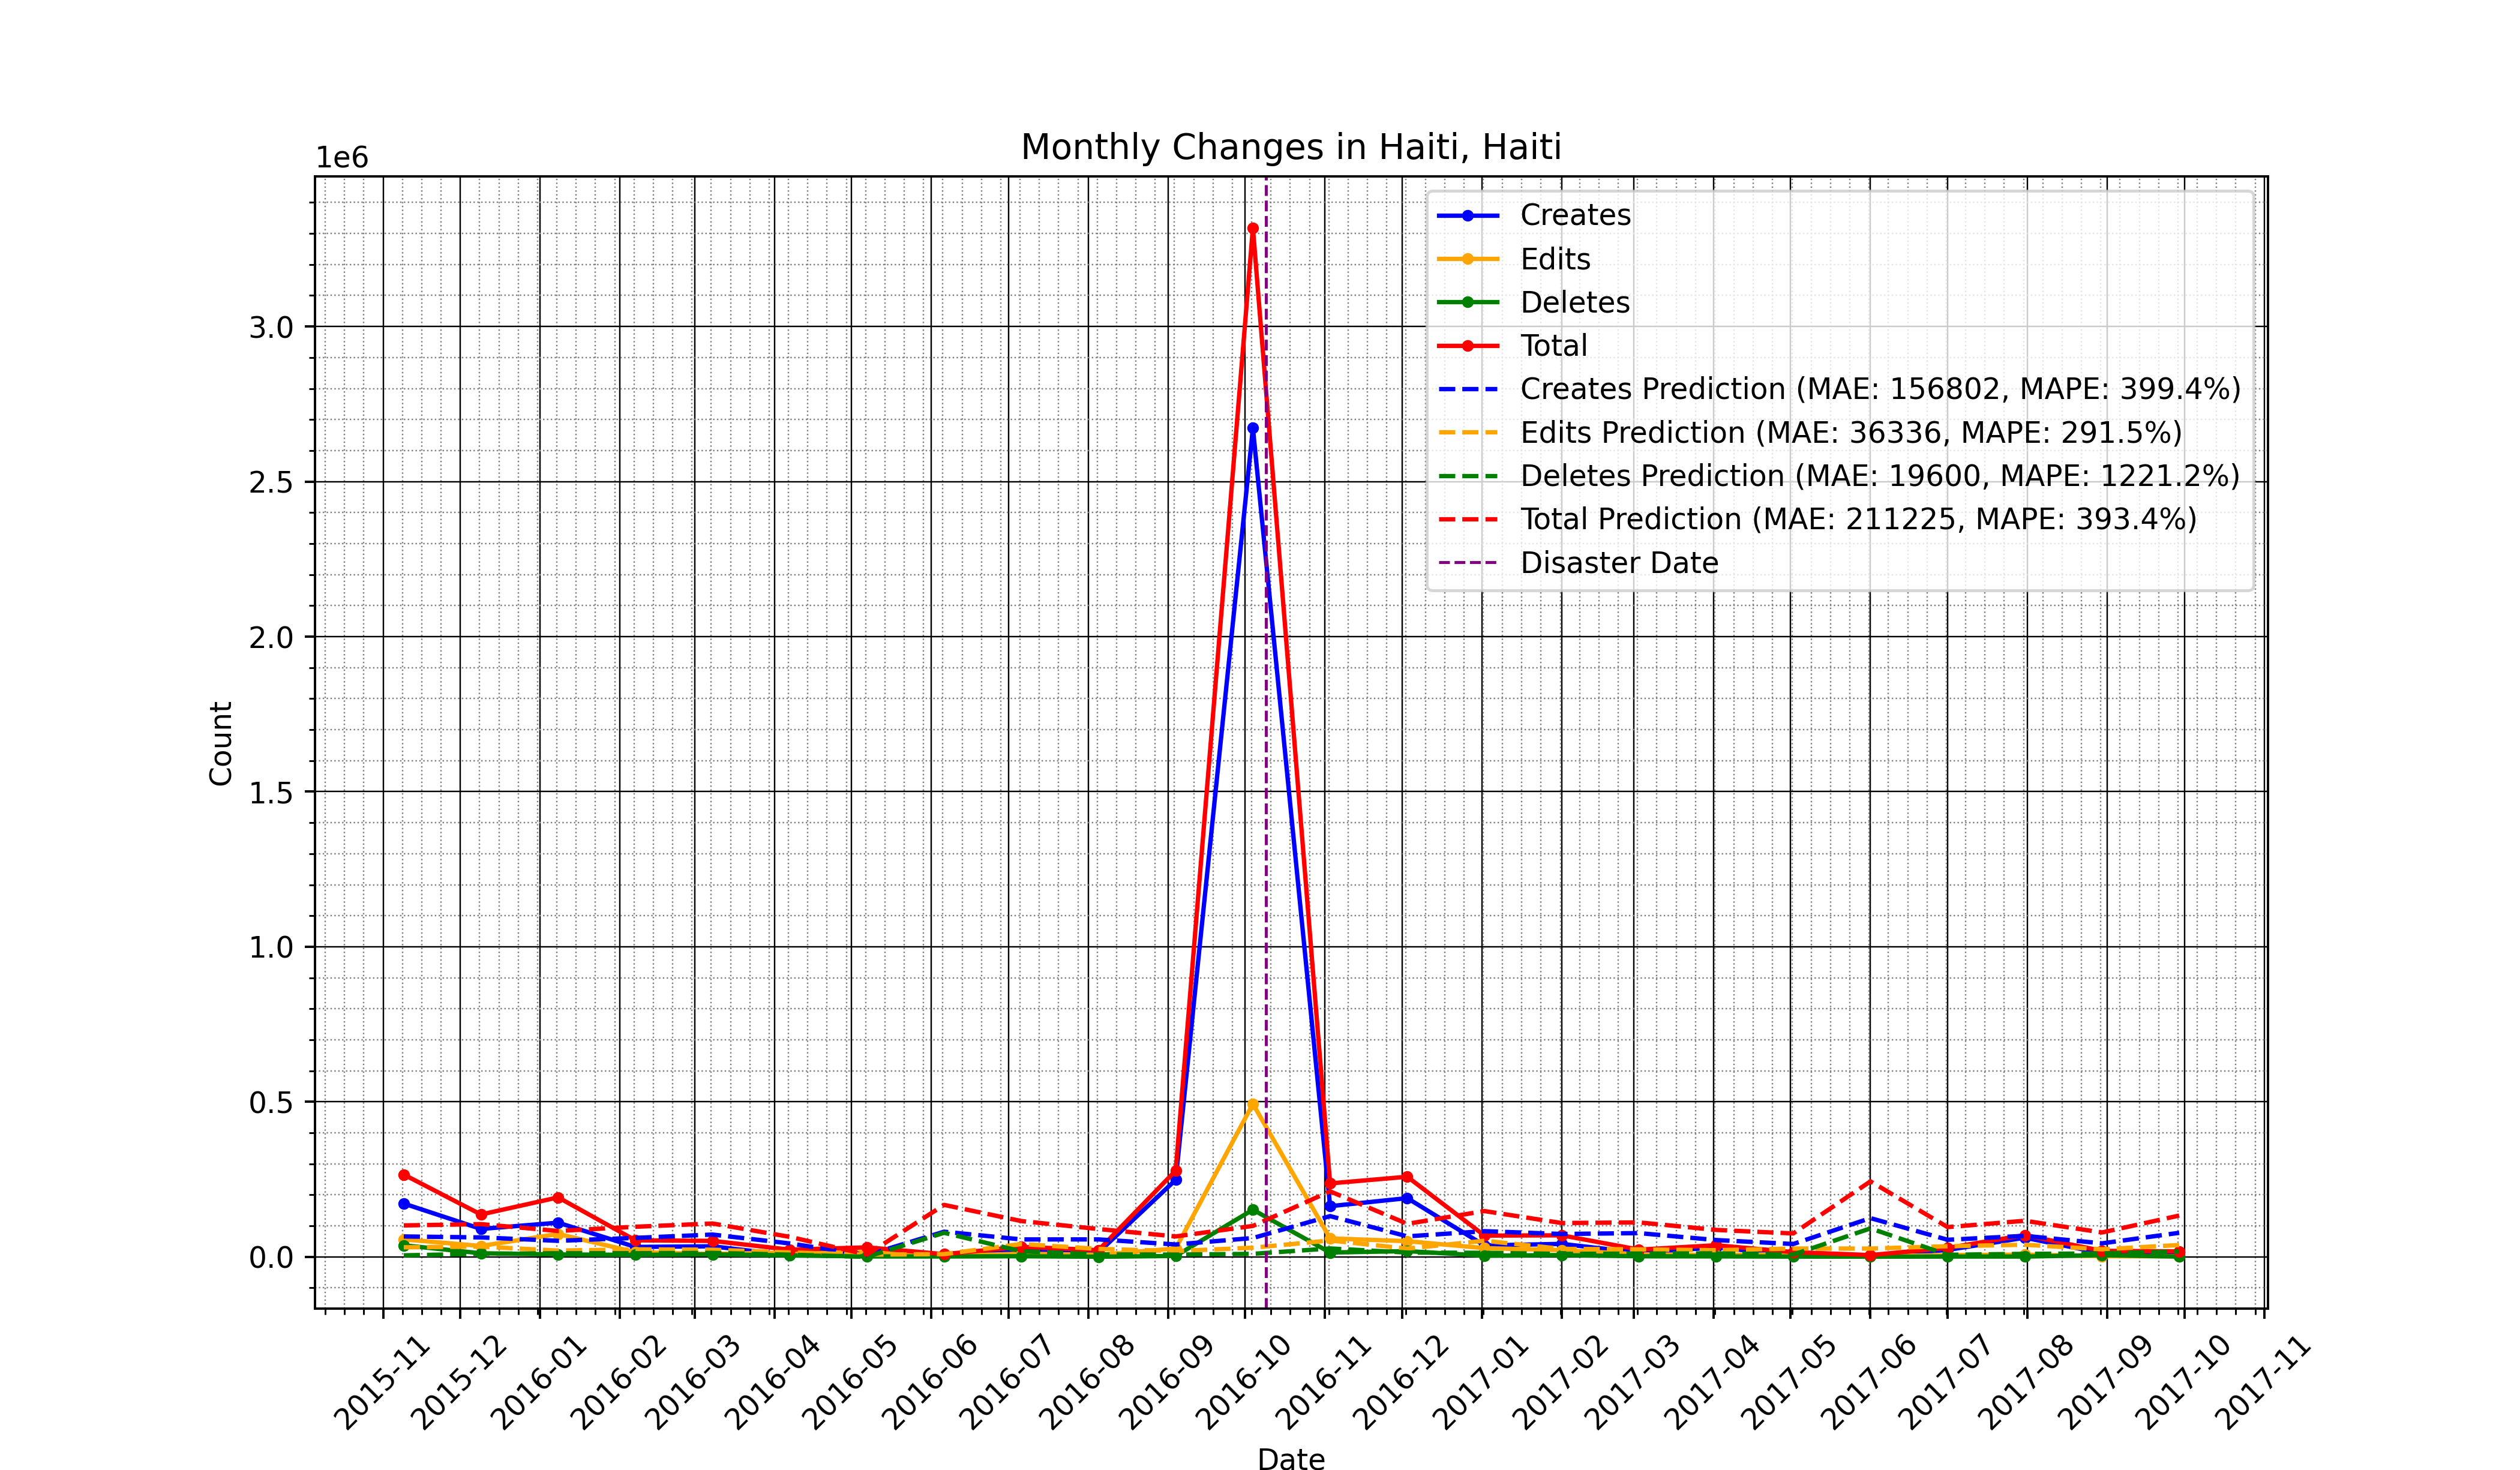 Monthly Changes in Haiti, Haiti
1e6
Creates
Edits
Deletes
Total
Creates Prediction (MAE: 156802, MAPE: 399.4%)
Edits Prediction (MAE: 36336, MAPE: 291.5%)
Deletes Prediction (MAE: 19600, MAPE: 1221.2%)
Total Prediction (MAE: 211225, MAPE: 393.4%)
Disaster Date
3.0
2.5
2.0
1.5
1.0
0.5
0.0
Count
2015-11
2015-12
2016-01
2016-02
2016-03
2016-04
2016-05
2016-06
2016-07
2016-08
2016-09
2016-10
2016-11
2016-12
2017-01
2017-02
2017-03
2017-04
2017-05
2017-06
2017-07
2017-08
2017-09
2017-10
2017-11
Date